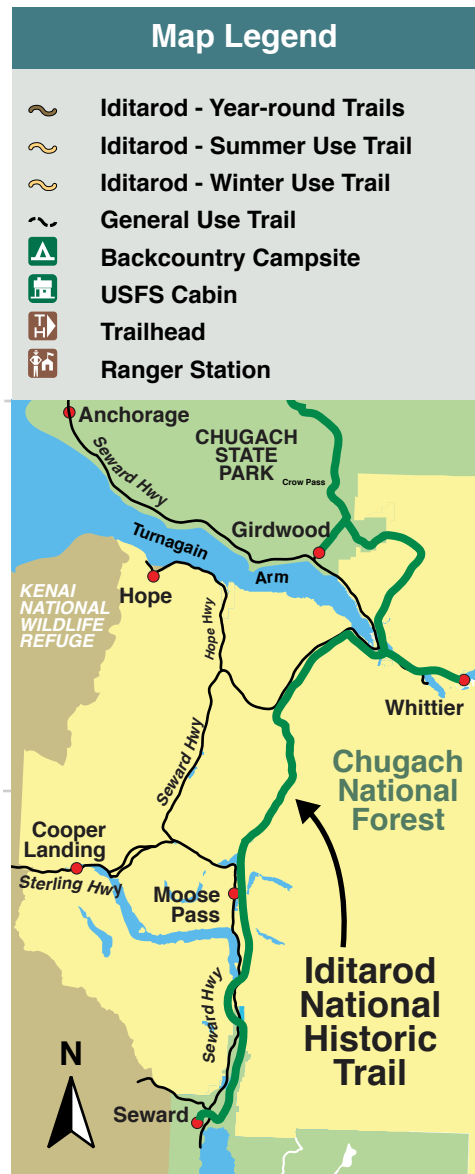 Map Legend
Iditarod - Year-round Trails
Iditarod - Summer Use Trail
Iditarod - Winter Use Trail
General Use Trail
Backcountry Campsite
USFS Cabin
TH
Trailhead
Ranger Station
Anchorage
Seward Hwy
CHUGACH
STATE
PARK
Crow Pass
Girdwood
Turnagain
Arm
KENAI
NATIONAL
WILDLIFE
REFUGE
Hope
Hope Hwy
Whittier
Seward Hwy
Chugach
National
Forest
Cooper
Landing
Sterling Hwy
Moose
Pass
Seward Hwy
Iditarod
National
Historic
Trail
N
Seward